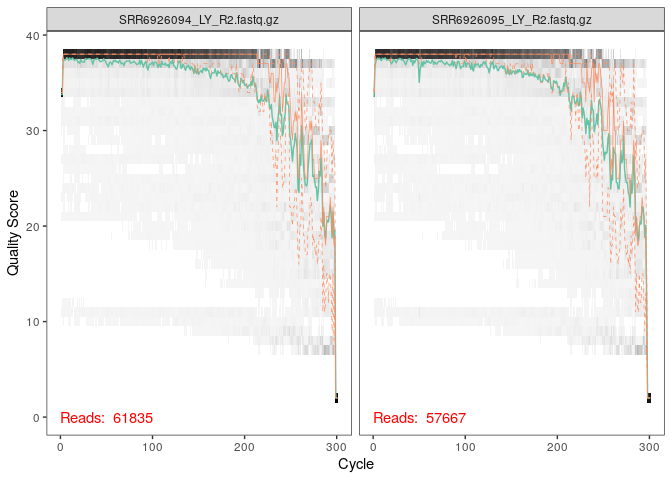 SRR6926094_LY_R2.fastq.gz
SRR6926095_LY_R2.fastq.gz
Quality Score
40
30
20
10
0
Reads: 61835
Reads: 57667
0 100 200 300
0 100 200 300
Cycle